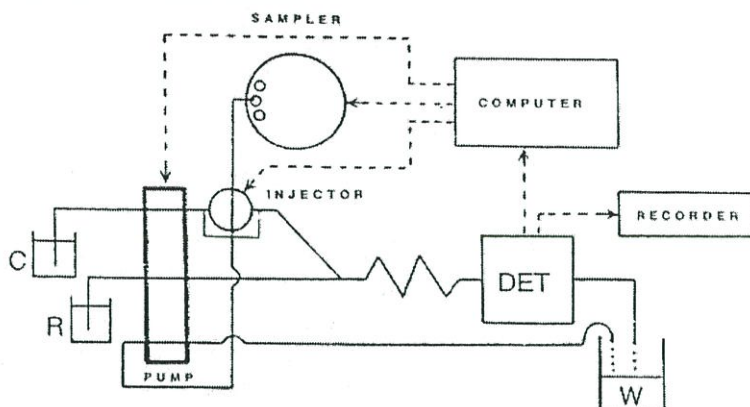 SAMPLER
COMPUTER
INJECTOR
RECORDER
C
DET
R
PUMP
W